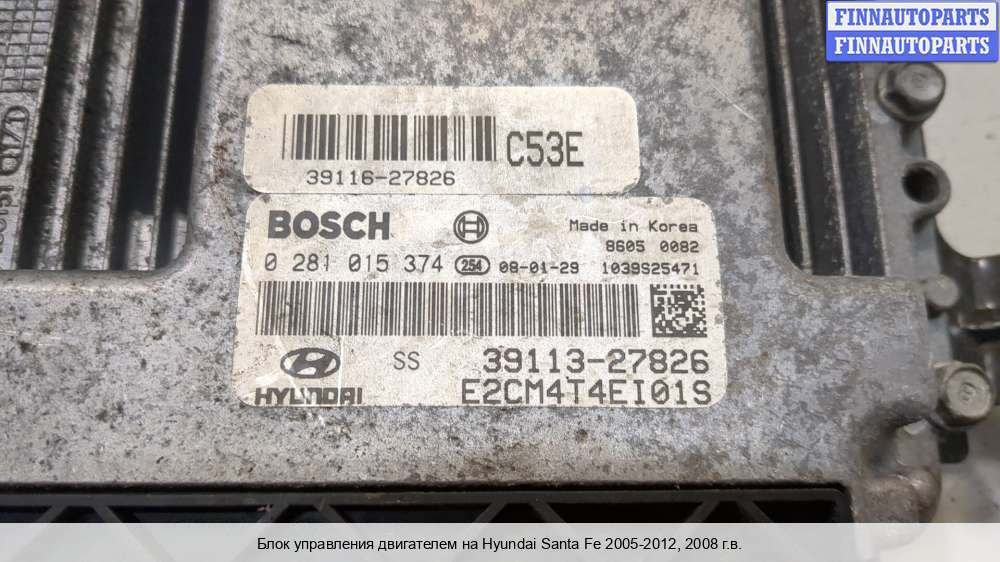 FINNAUTOPARTS
FINNAUTOPARTS
C53E
39116-27826
BOSCH
Made in Korea
8605 0082
0 281 015 374 254 08-01-29 1039S25471
SS 39113-27826
HYUNDAI E2CM4T4EI01S
Блок управления двигателем на Hyundai Santa Fe 2005-2012, 2008 г.в.